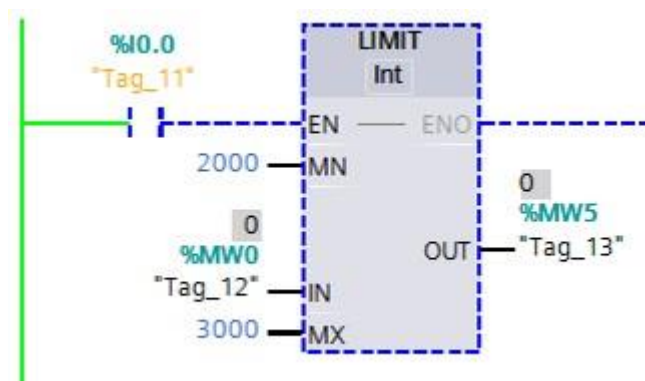 %I0.0
"Tag_11"
LIMIT
Int
EN
ENO
2000
MN
0
%MW0
"Tag_12"
IN
3000
MX
0
%MW5
OUT
"Tag_13"